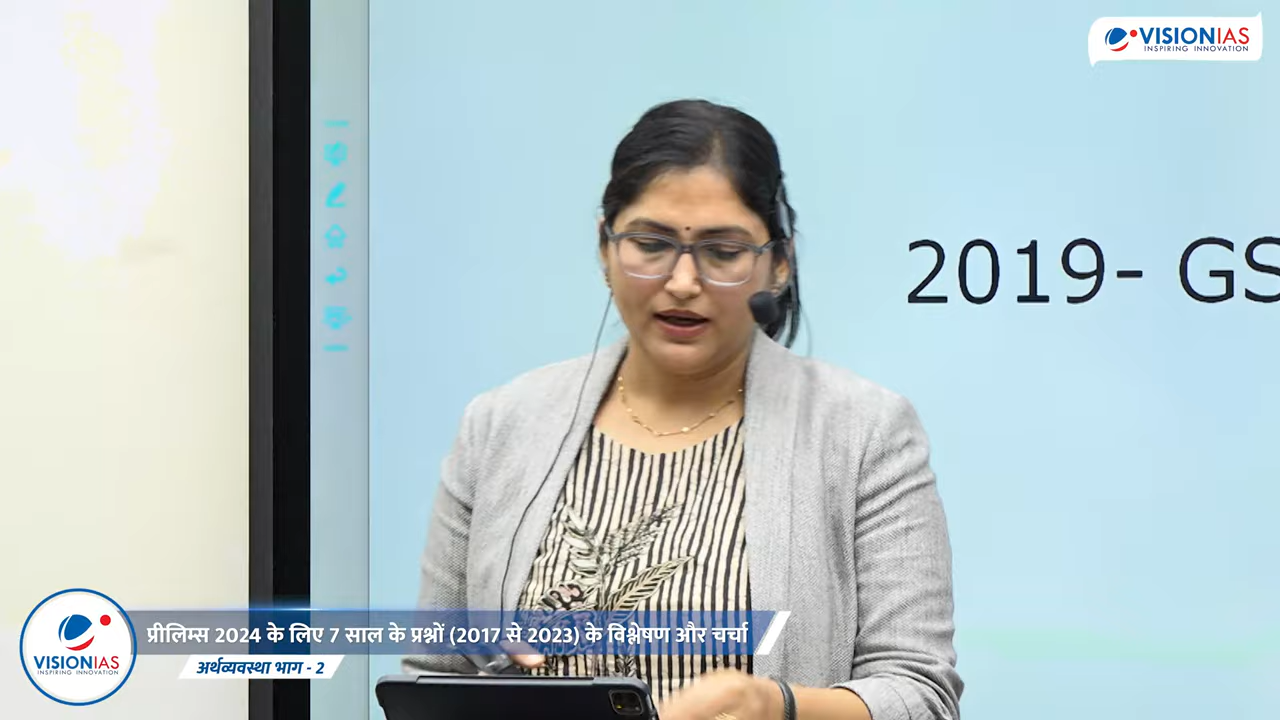 VISIONIAS
INSPIRING INNOVATION
2019- GS
VISIONIAS
INSPIRING INNOVATION
प्रीलिम्स 2024 के लिए 7 साल के प्रश्नों (2017 से 2023) के विश्लेषण और चर्चा
अर्थव्यवस्था भाग - 2